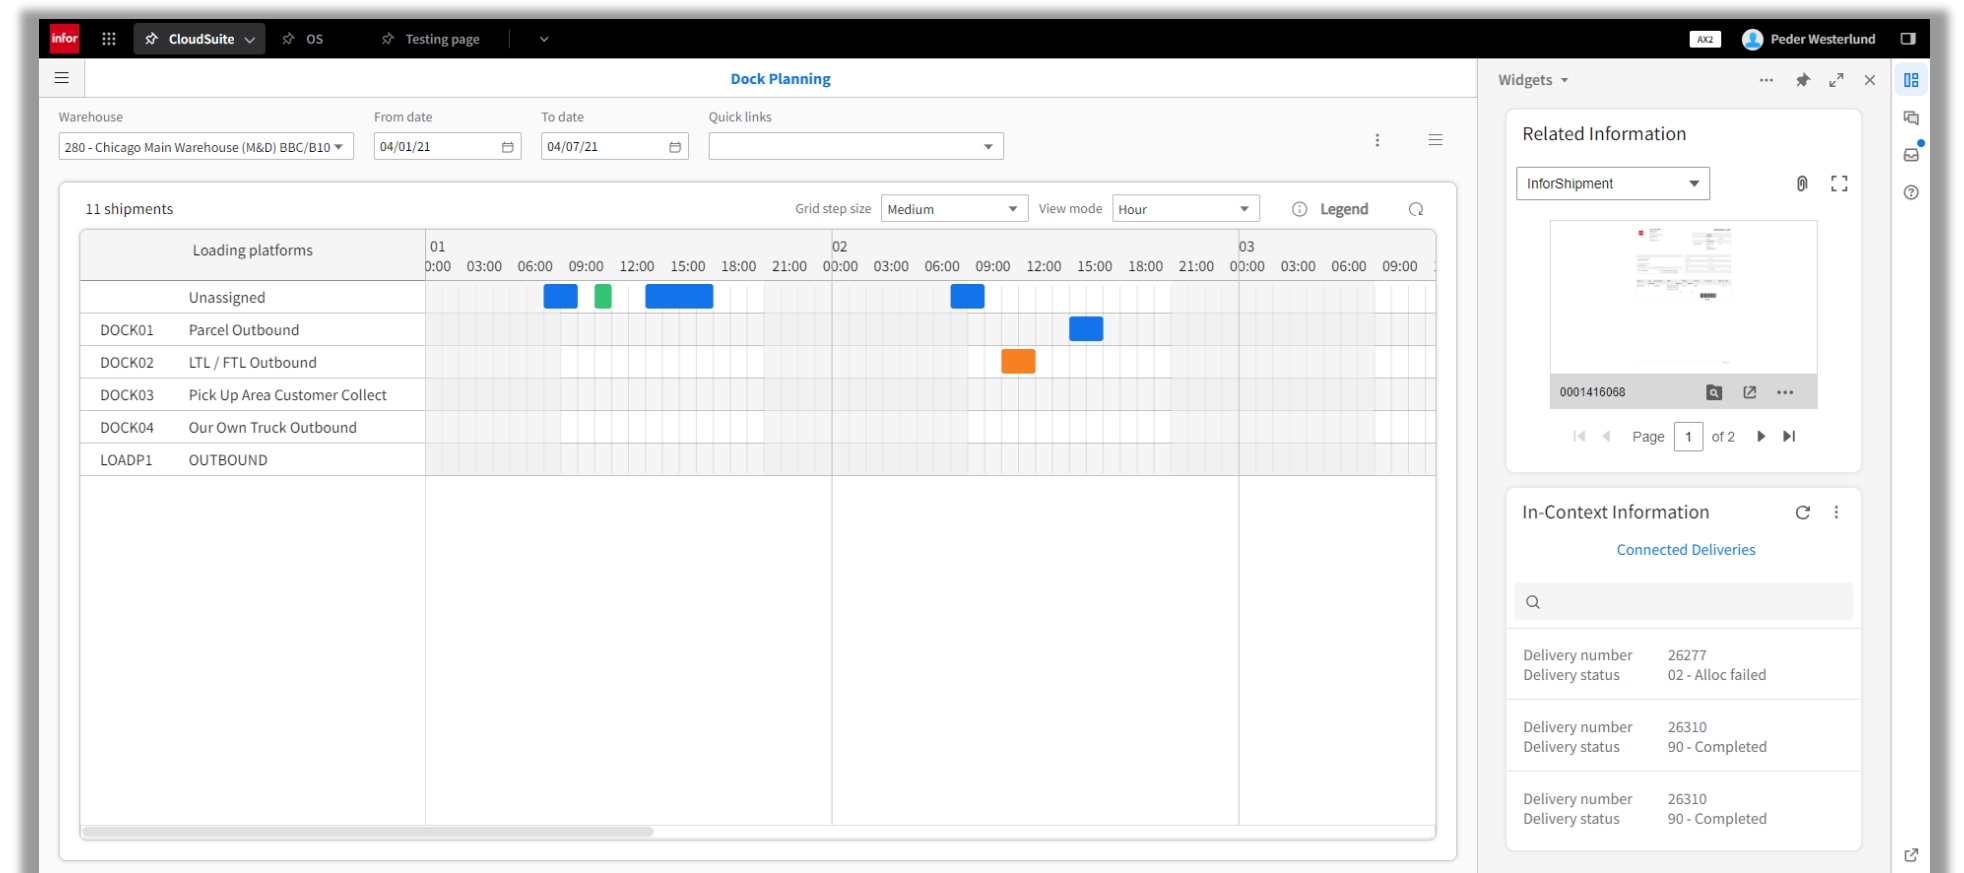 infor CloudSuite OS Testing page AX2 Peder Westerlund
Dock Planning
Warehouse From date To date Quick links
280 - Chicago Main Warehouse (M&D) BBC/B10 04/01/21 04/07/21
11 shipments Grid step size Medium View mode Hour Legend
Loading platforms
01 02 03
0:00 03:00 06:00 09:00 12:00 15:00 18:00 21:00 00:00 03:00 06:00 09:00 12:00 15:00 18:00 21:00 00:00 03:00 06:00 09:00
Unassigned
DOCK01 Parcel Outbound
DOCK02 LTL / FTL Outbound
DOCK03 Pick Up Area Customer Collect
DOCK04 Our Own Truck Outbound
LOADP1 OUTBOUND
Widgets
Related Information
InforShipment
0001416068
Page 1 of 2
In-Context Information
Connected Deliveries
Delivery number 26277
Delivery status 02 - Alloc failed
Delivery number 26310
Delivery status 90 - Completed
Delivery number 26310
Delivery status 90 - Completed